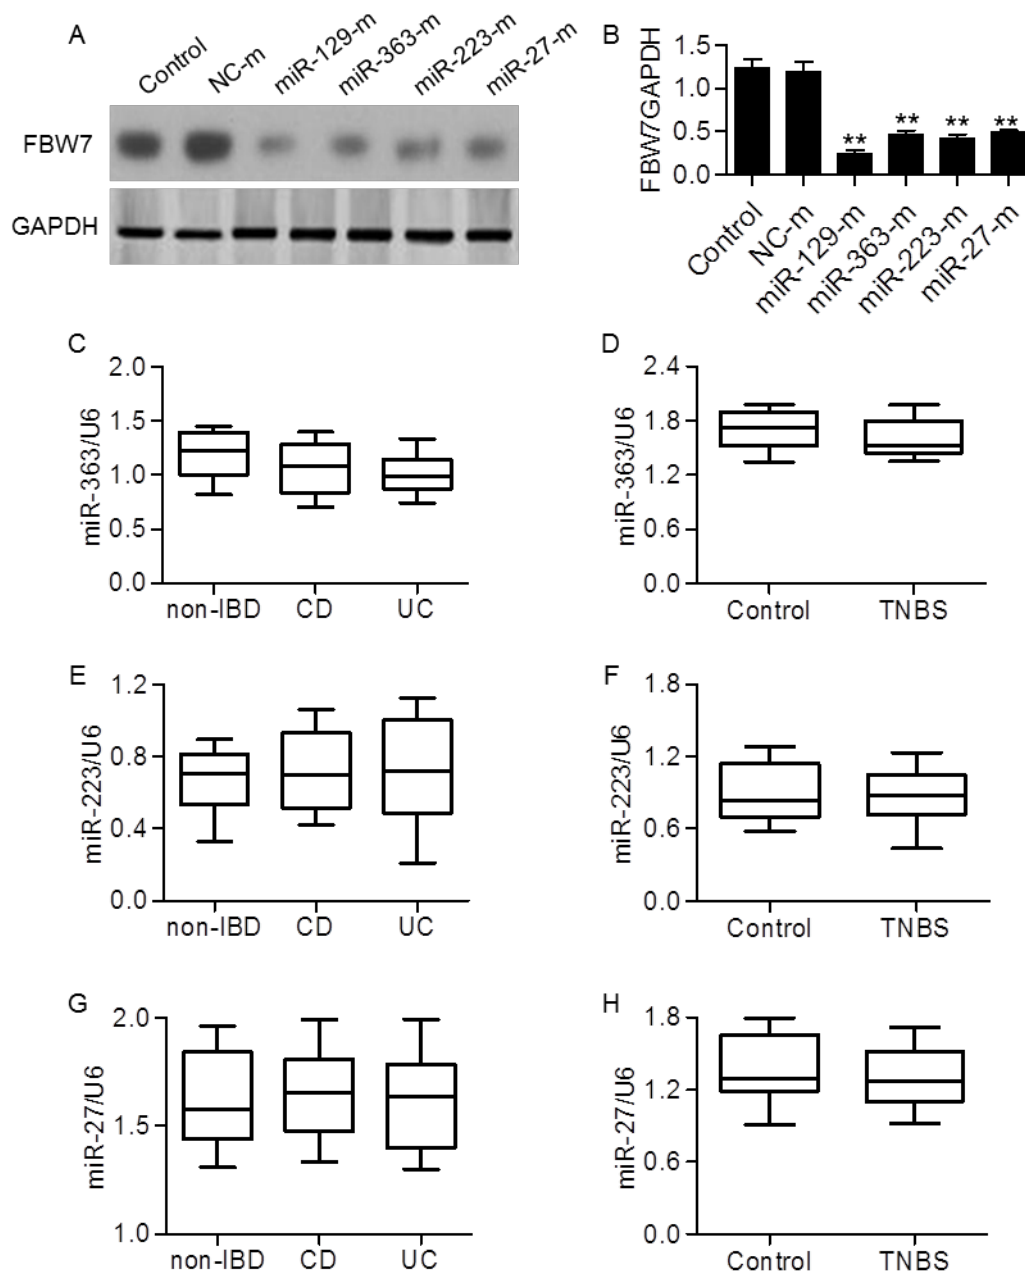 A
Control
NC-m
miR-129-m
miR-363-m
miR-223-m
miR-27-m
FBW7
GAPDH
B
FBW7GAPDH
1.5
1.0
0.5
0.0
**
**
**
**
Control
NC-m
miR-129-m
miR-363-m
miR-223-m
miR-27-m
C
miR-363/U6
2.0
1.5
1.0
0.5
0.0
non-IBD
CD
UC
D
miR-363/U6
2.4
1.8
1.2
0.6
0.0
Control
TNBS
E
miR-223/U6
1.2
0.8
0.4
0.0
non-IBD
CD
UC
F
miR-223/U6
1.8
1.2
0.6
0.0
Control
TNBS
G
miR-27/U6
2.0
1.5
1.0
non-IBD
CD
UC
H
miR-27/U6
1.8
1.2
0.6
0.0
Control
TNBS